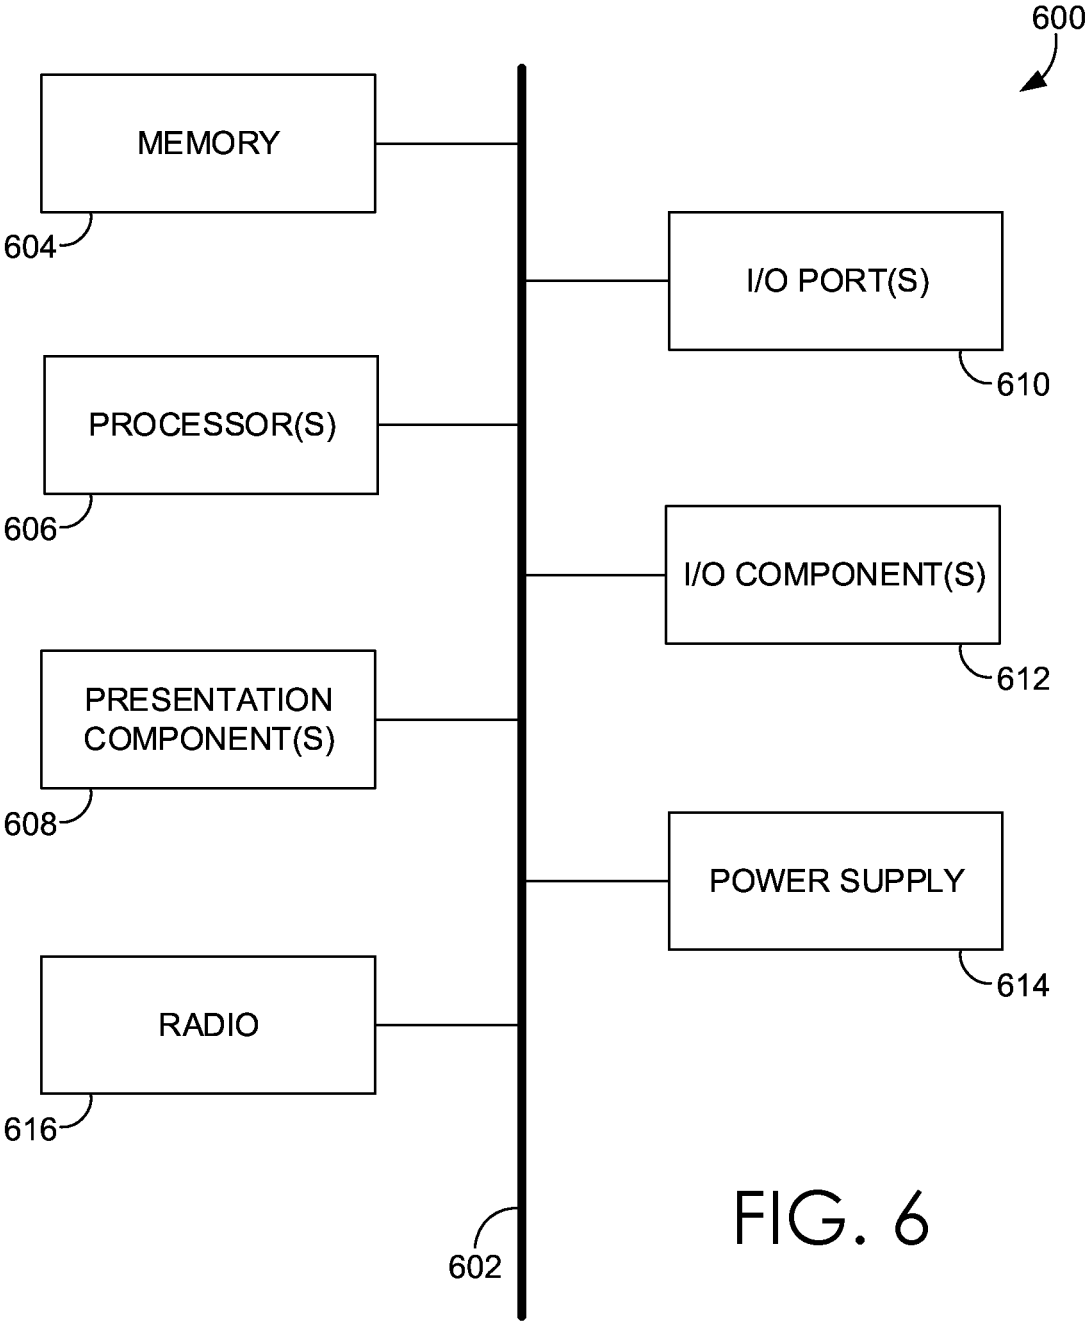 600
MEMORY
604
I/O PORT(S)
610
PROCESSOR(S)
606
I/O COMPONENT(S)
612
PRESENTATION
COMPONENT(S)
608
POWER SUPPLY
614
RADIO
616
602
FIG. 6